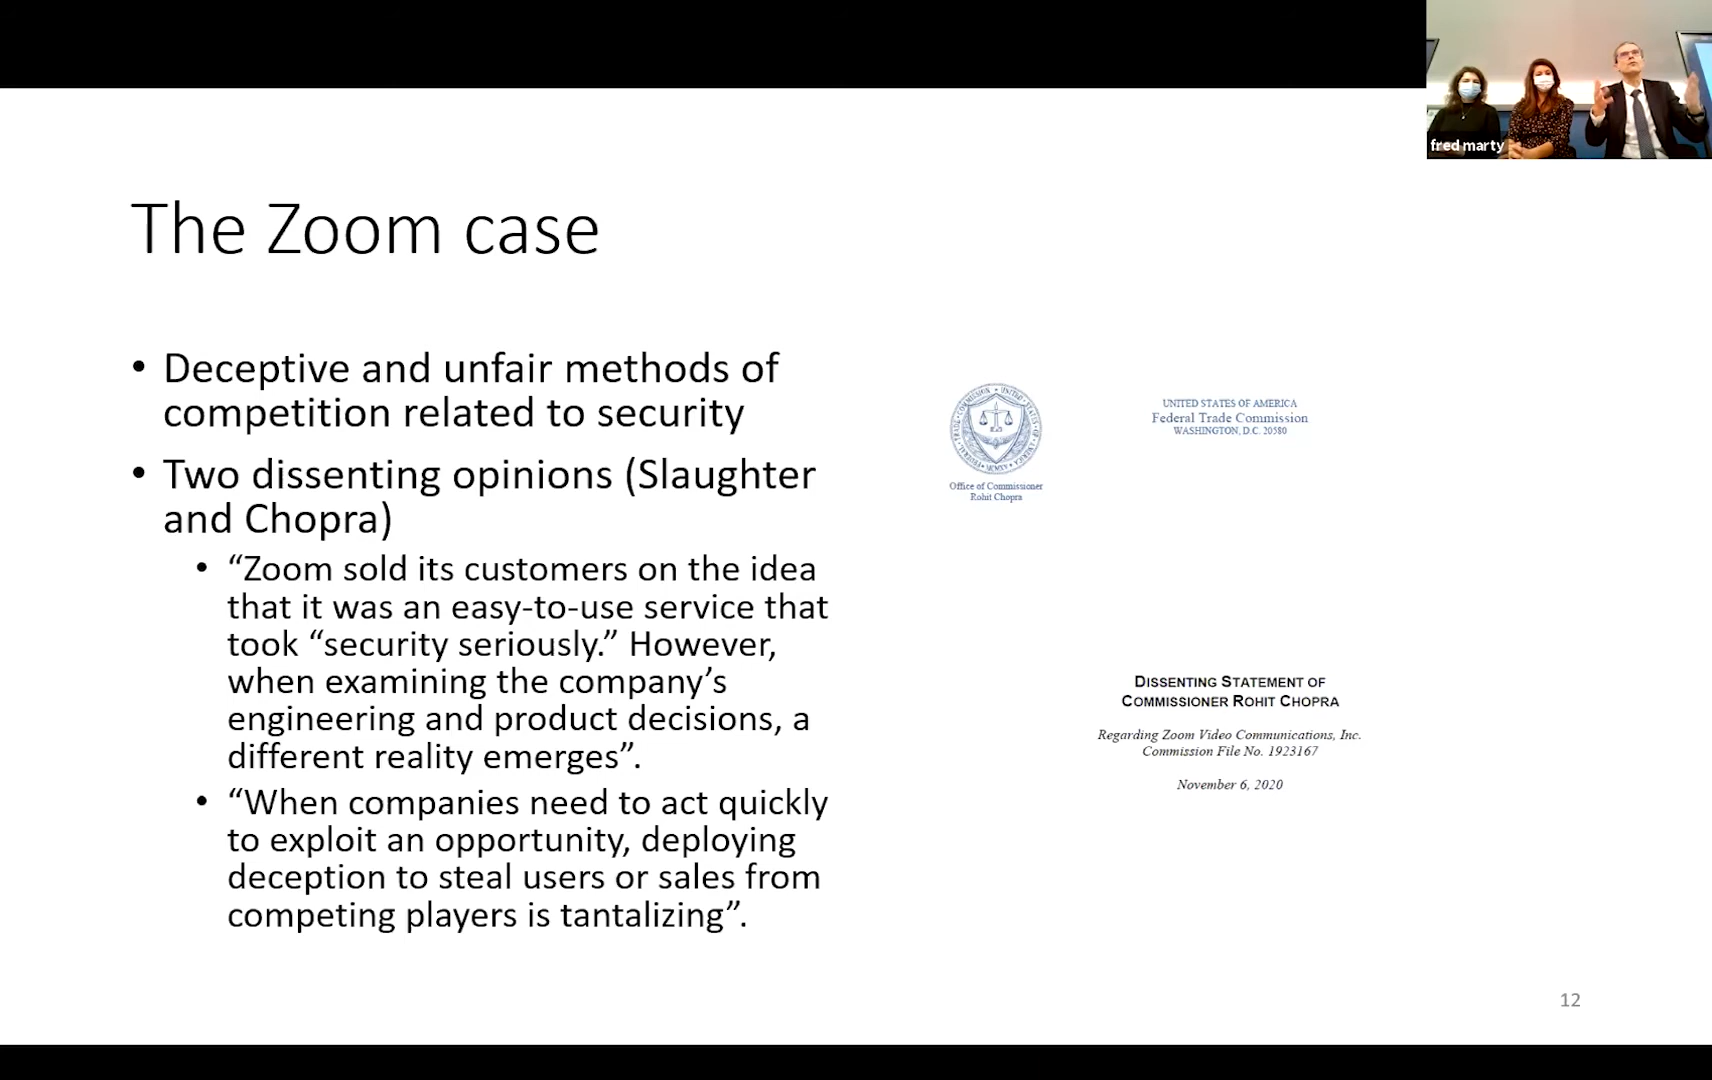 fred marty
The Zoom case
• Deceptive and unfair methods of
competition related to security
• Two dissenting opinions (Slaughter
and Chopra)
• “Zoom sold its customers on the idea
that it was an easy-to-use service that
took “security seriously.” However,
when examining the company’s
engineering and product decisions, a
different reality emerges”.
• “When companies need to act quickly
to exploit an opportunity, deploying
deception to steal users or sales from
competing players is tantalizing”.
Office of Commissioner
Rohit Chopra
UNITED STATES OF AMERICA
Federal Trade Commission
WASHINGTON, D.C. 20580
DISSENTING STATEMENT OF
COMMISSIONER ROHIT CHOPRA
Regarding Zoom Video Communications, Inc.
Commission File No. 1923167
November 6, 2020
12